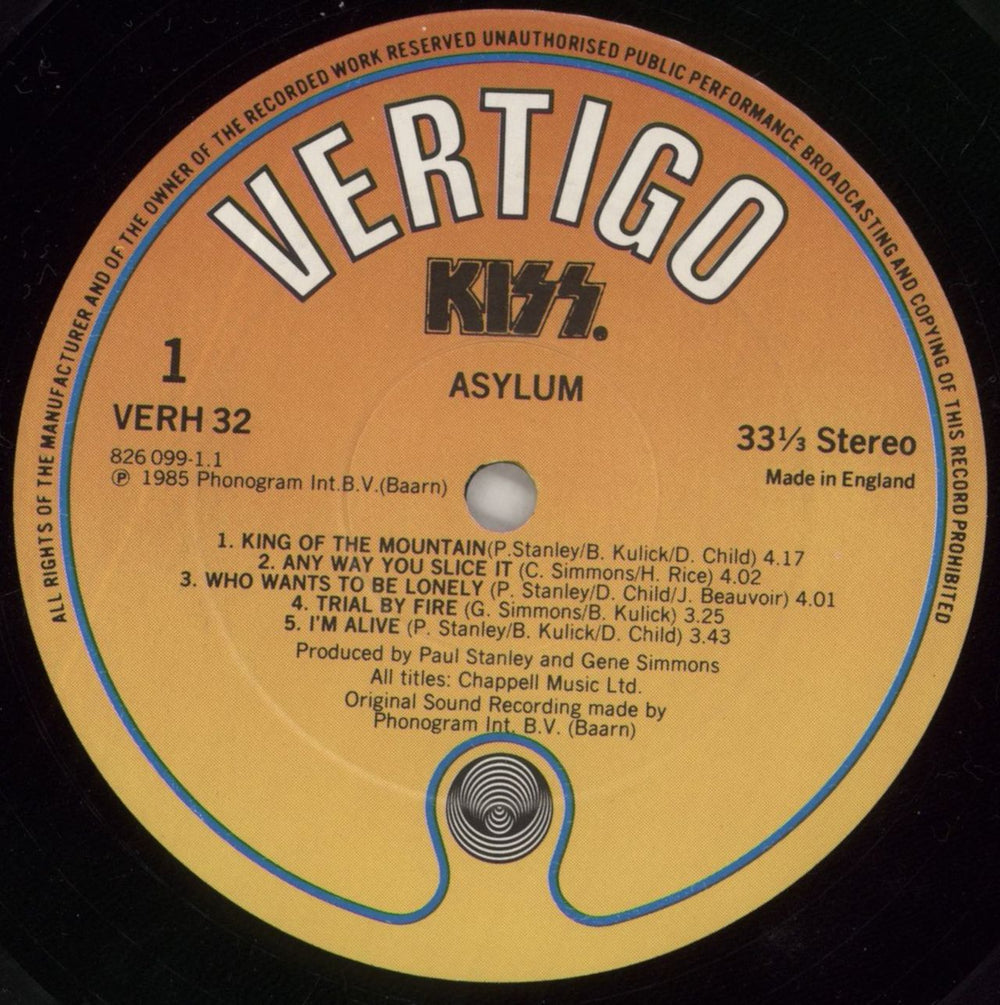 ALL RIGHTS OF THE MANUFACTURER AND OF THE OWNER OF THE RECORDED WORK RESERVED UNAUTHORISED PUBLIC PERFORMANCE BROADCASTING AND COPYING OF THIS RECORD PROHIBITED
VERTIGO
KISS.
1
ASYLUM
VERH 32
33⅓ Stereo
826 099-1.1
Made in England
℗ 1985 Phonogram Int.B.V.(Baarn)
1. KING OF THE MOUNTAIN(P.Stanley/B. Kulick/D. Child) 4.17
2. ANY WAY YOU SLICE IT (C. Simmons/H. Rice) 4.02
3. WHO WANTS TO BE LONELY (P. Stanley/D. Child/J. Beauvoir) 4.01
4. TRIAL BY FIRE (G. Simmons/B. Kulick) 3.25
5. I'M ALIVE (P. Stanley/B. Kulick/D. Child) 3.43
Produced by Paul Stanley and Gene Simmons
All titles: Chappell Music Ltd.
Original Sound Recording made by
Phonogram Int. B.V. (Baarn)